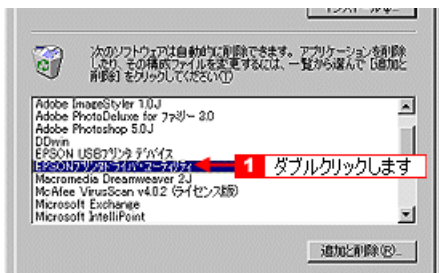 インストール(I)...
次のソフトウェアは自動的に削除できます。アプリケーションを削除
したり、その構成ファイルを変更するには、一覧から選んで [追加と
削除] をクリックしてください(T)
Adobe ImageStyler 1.0J
Adobe PhotoDeluxe for ファミリー 3.0
Adobe Photoshop 5.0J
DDwin
EPSON USBプリンタ デバイス
EPSONプリンタドライバ・ユーティリティ
1 ダブルクリックします
Macromedia Dreamweaver 2J
McAfee VirusScan v4.0.2 (ライセンス版)
Microsoft Exchange
Microsoft IntelliPoint
追加と削除(R)...